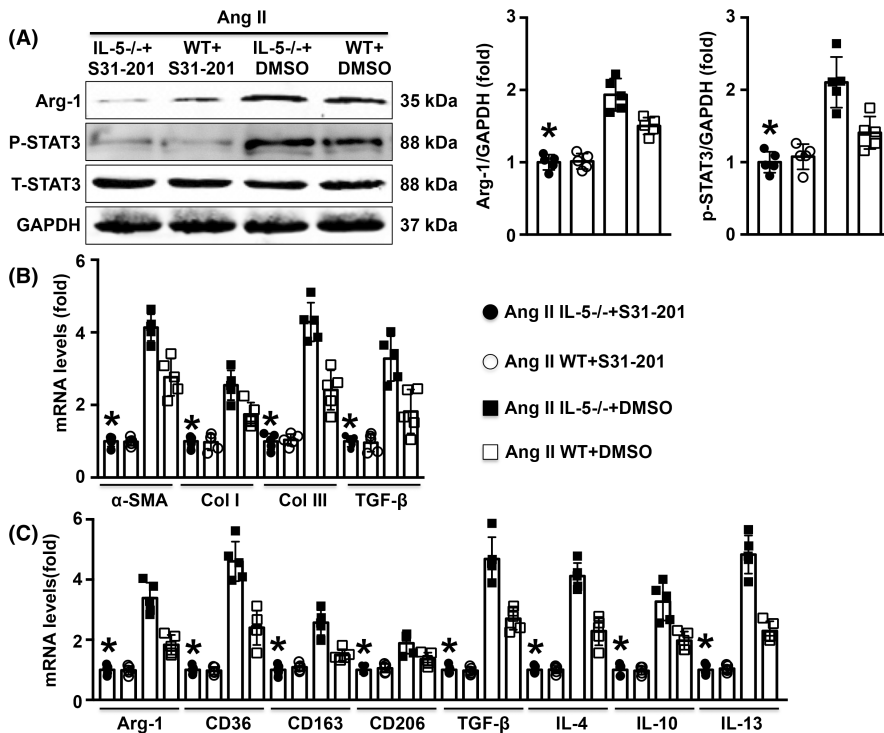 (A)
Ang II
IL-5-/-+ WT+ IL-5-/-+ WT+
S31-201 S31-201 DMSO DMSO
Arg-1 35 kDa
P-STAT3 88 kDa
T-STAT3 88 kDa
GAPDH 37 kDa
Arg-1/GAPDH (fold)
3
2
1
0
*
p-STAT3/GAPDH (fold)
3
2
1
0
*
(B)
mRNA levels (fold)
6
4
2
0
* * * *
α-SMA Col I Col III TGF-β
Ang II IL-5-/-+S31-201
Ang II WT+S31-201
Ang II IL-5-/-+DMSO
Ang II WT+DMSO
(C)
mRNA levels(fold)
6
4
2
0
* * * * * * * *
Arg-1 CD36 CD163 CD206 TGF-β IL-4 IL-10 IL-13